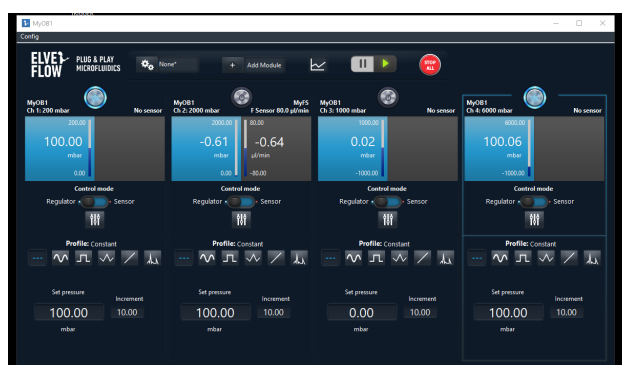 MyOB1
Config
ELVEFLOW PLUG & PLAY MICROFLUIDICS
None*
+ Add Module
STOP ALL
MyOB1
Ch 1: 200 mbar No sensor
200.00
100.00
mbar
0.00
Control mode
Regulator Sensor
Profile: Constant
---
Set pressure
Increment
100.00 10.00
mbar
MyOB1 MyFS
Ch 2: 2000 mbar F Sensor 80.0 µl/min
2000.00 80.00
-0.61 -0.64
mbar µl/min
0.00 -80.00
Control mode
Regulator Sensor
Profile: Constant
---
Set pressure
Increment
100.00 10.00
mbar
MyOB1
Ch 3: 1000 mbar No sensor
1000.00
0.02
mbar
-1000.00
Control mode
Regulator Sensor
Profile: Constant
---
Set pressure
Increment
0.00 10.00
mbar
MyOB1
Ch 4: 6000 mbar No sensor
6000.00
100.06
mbar
-1000.00
Control mode
Regulator Sensor
Profile: Constant
---
Set pressure
Increment
100.00 10.00
mbar